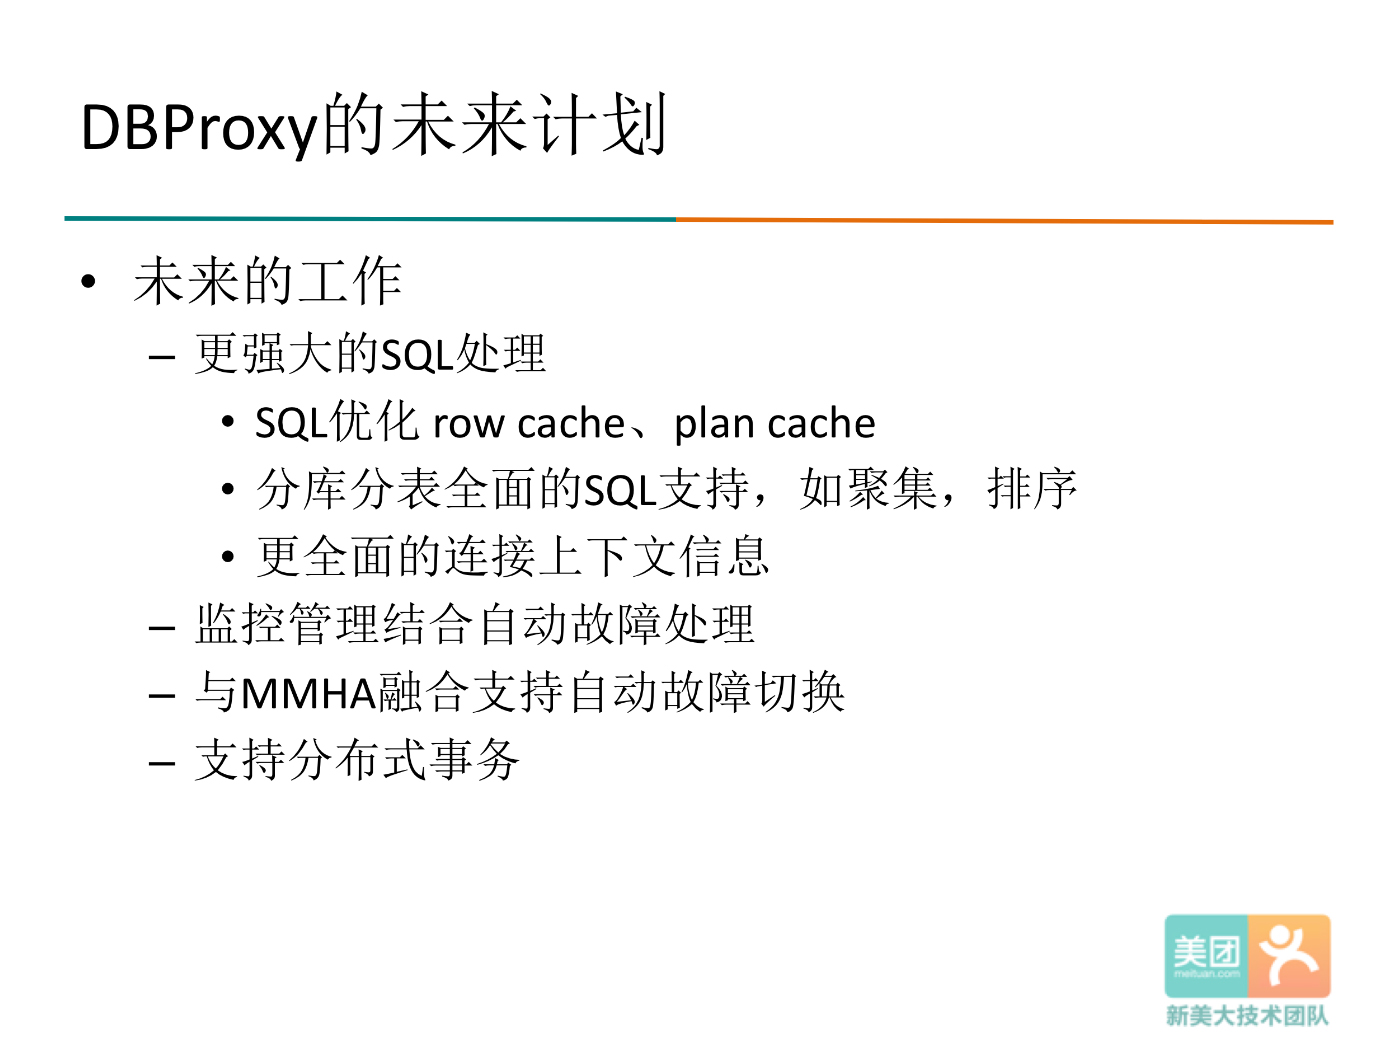 DBProxy的未来计划
• 未来的工作
– 更强大的SQL处理
• SQL优化 row cache、plan cache
• 分库分表全面的SQL支持，如聚集，排序
• 更全面的连接上下文信息
– 监控管理结合自动故障处理
– 与MMHA融合支持自动故障切换
– 支持分布式事务
美团
meituan.com
新美大技术团队